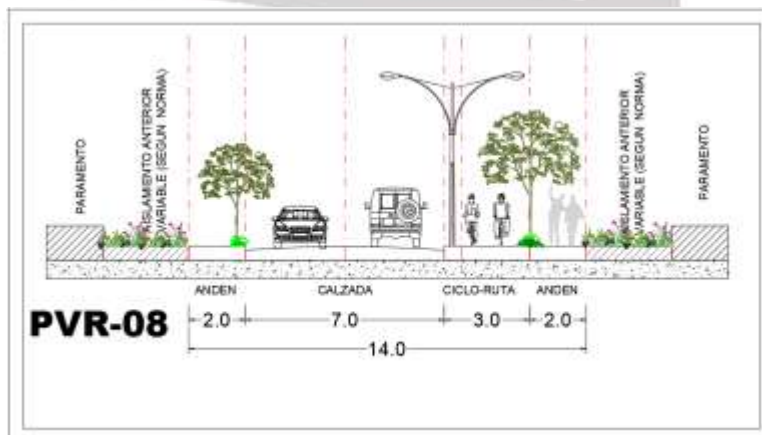 PARAMENTO
AISLAMIENTO ANTERIOR
(VARIABLE (SEGUN NORMA)
AISLAMIENTO ANTERIOR
(VARIABLE (SEGUN NORMA)
PARAMENTO
ANDEN CALZADA CICLO-RUTA ANDEN
PVR-08
2.0 7.0 3.0 2.0
14.0